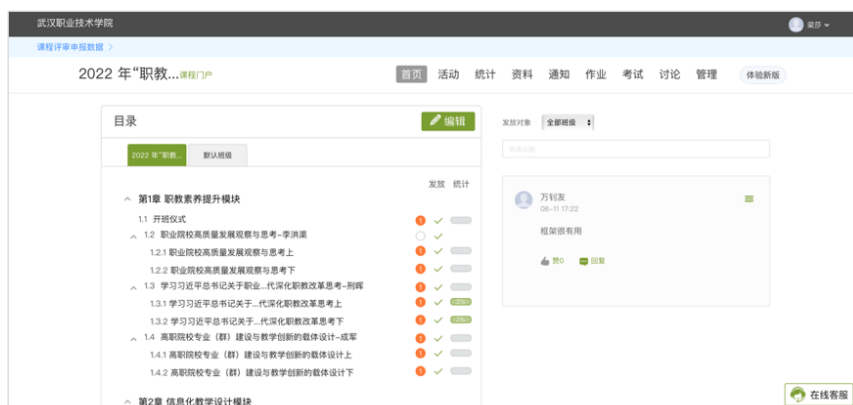 武汉职业技术学院
梁莎
课程评审申报数据 >
2022 年“职教...课程门户
首页 活动 统计 资料 通知 作业 考试 讨论 管理 体验新版
目录
编辑
发放对象 全部班级
2022 年“职教...
默认班级
发放 统计
万钊友
08-11 17:22
框架很有用
赞0 回复
第1章 职教素养提升模块
1.1 开班仪式
1
1.2 职业院校高质量发展观察与思考-李洪渠
1.2.1 职业院校高质量发展观察与思考上
1
1.2.2 职业院校高质量发展观察与思考下
1
1.3 学习习近平总书记关于职业...代深化职教改革思考-邢晖
1
1.3.1 学习习近平总书记关于...代深化职教改革思考上
1
1.3.2 学习习近平总书记关于...代深化职教改革思考下
1
1.4 高职院校专业（群）建设与教学创新的载体设计-成军
1
1.4.1 高职院校专业（群）建设与教学创新的载体设计上
1
1.4.2 高职院校专业（群）建设与教学创新的载体设计下
1
第2章 信息化教学设计模块
在线客服